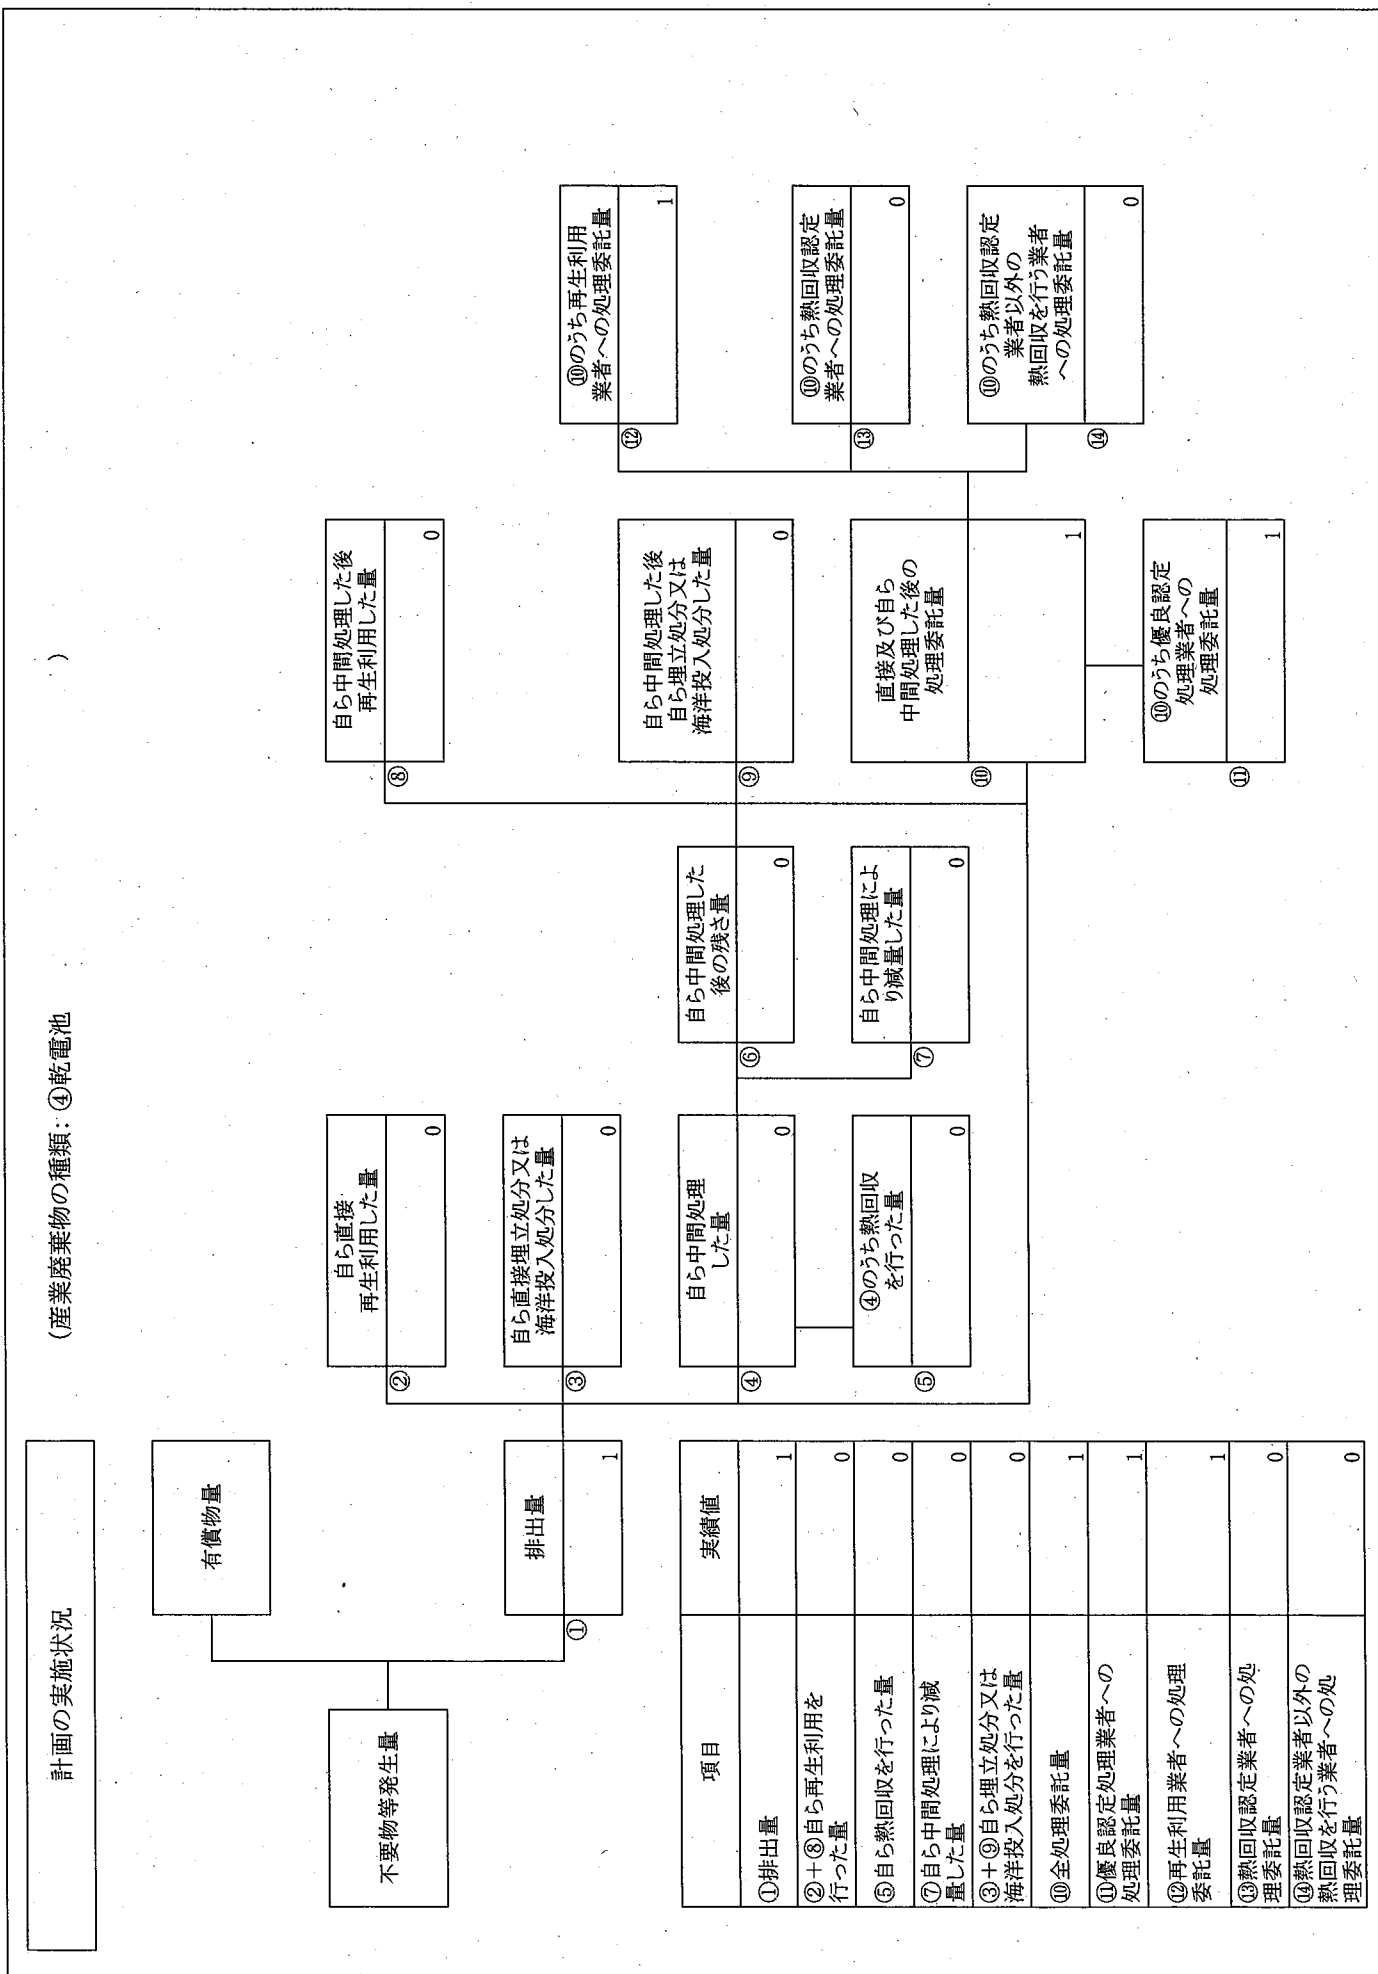 計画の実施状況
(産業廃棄物の種類:④乾電池
)
不要物等発生量
有償物量
①
排出量
1
②
自ら直接
再生利用した量
0
③
自ら直接埋立処分又は
海洋投入処分した量
0
④
自ら中間処理
した量
0
⑤
④のうち熱回収
を行った量
0
⑥
自ら中間処理した
後の残さ量
0
⑦
自ら中間処理によ
り減量した量
0
⑧
自ら中間処理した後
再生利用した量
0
⑨
自ら中間処理した後
自ら埋立処分又は
海洋投入処分した量
0
⑩
直接及び自ら
中間処理した後の
処理委託量
1
⑪
⑩のうち優良認定
処理業者への
処理委託量
1
⑫
⑩のうち再生利用
業者への処理委託量
1
⑬
⑩のうち熱回収認定
業者への処理委託量
0
⑭
⑩のうち熱回収認定
業者以外の
熱回収を行う業者
への処理委託量
0
項目 実績値
①排出量 1
②+⑧自ら再生利用を
行った量 0
⑤自ら熱回収を行った量 0
⑦自ら中間処理により減
量した量 0
③+⑨自ら埋立処分又は
海洋投入処分を行った量 0
⑩全処理委託量 1
⑪優良認定処理業者への
処理委託量 1
⑫再生利用業者への処理
委託量 1
⑬熱回収認定業者への処
理委託量 0
⑭熱回収認定業者以外の
熱回収を行う業者への処
理委託量 0